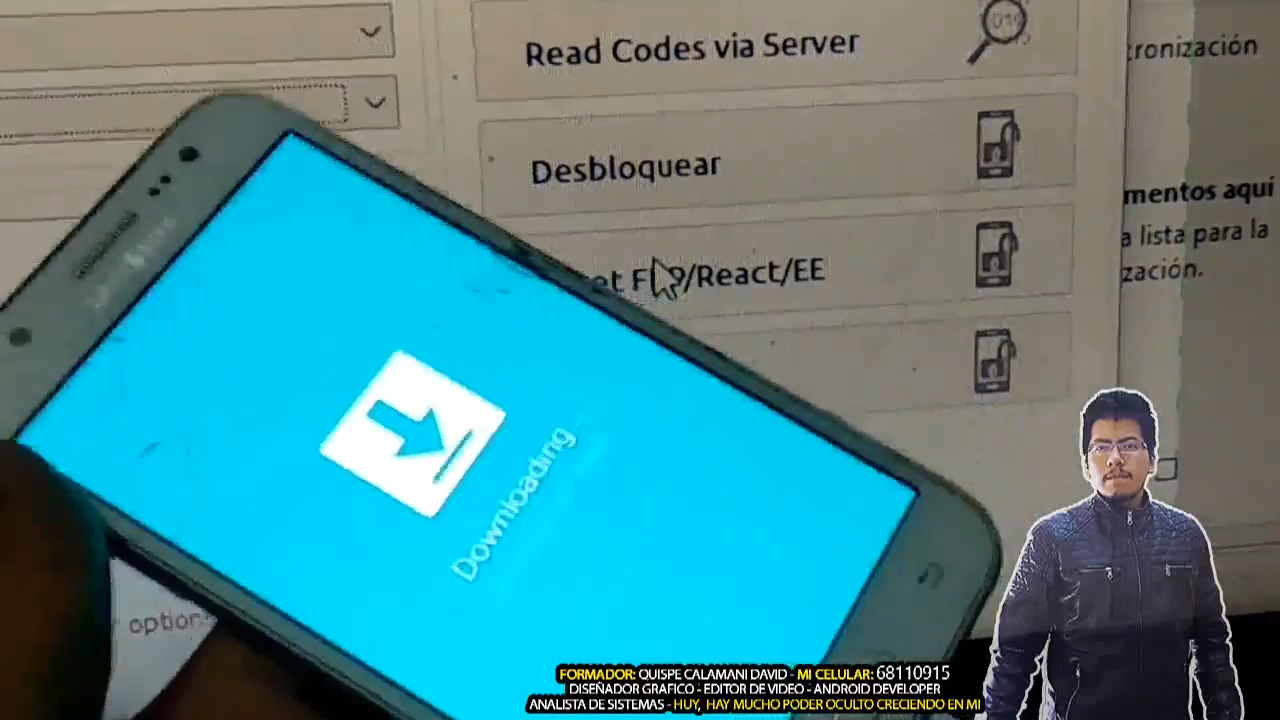 Read Codes via Server
Desbloquear
et F /React/EE
ronización
mentos aquí
a lista para la
zación.
Downloading
option
FORMADOR: QUISPE CALAMANI DAVID - MI CELULAR: 68110915
DISEÑADOR GRAFICO - EDITOR DE VIDEO - ANDROID DEVELOPER
ANALISTA DE SISTEMAS - HUY, HAY MUCHO PODER OCULTO CRECIENDO EN MI